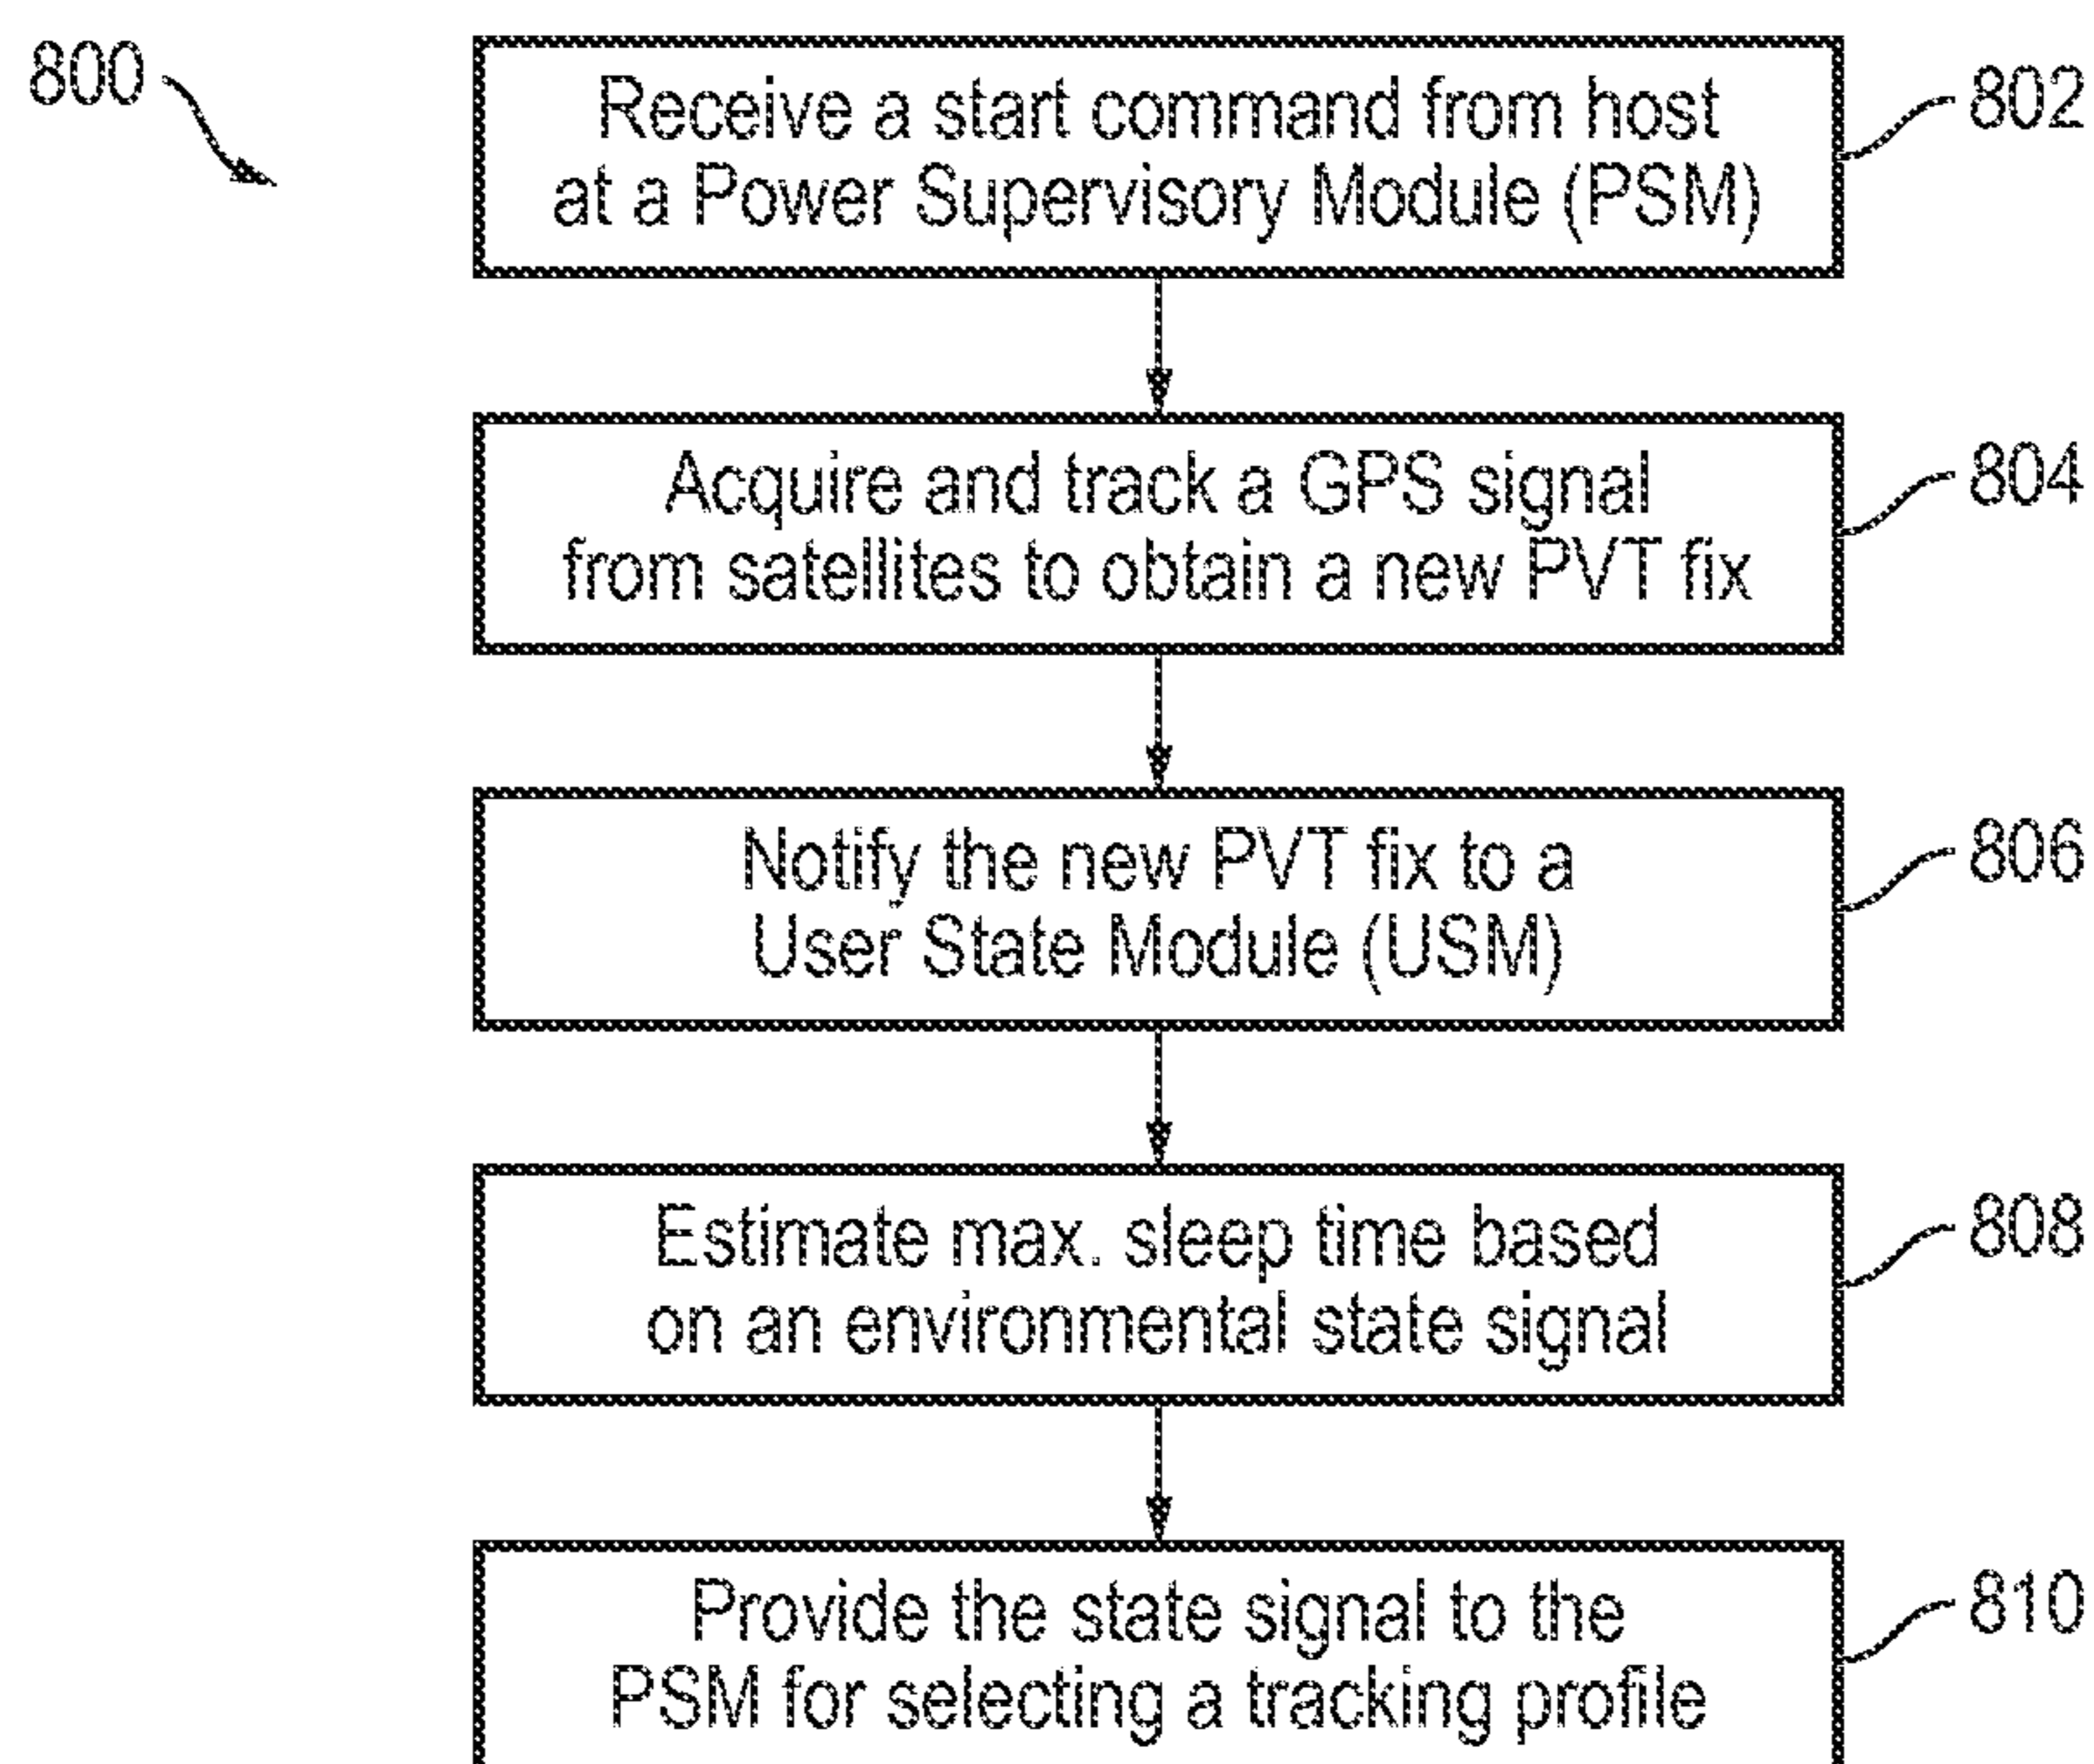 800
Receive a start command from host
at a Power Supervisory Module (PSM)
802
Acquire and track a GPS signal
from satellites to obtain a new PVT fix
804
Notify the new PVT fix to a
User State Module (USM)
806
Estimate max. sleep time based
on an environmental state signal
808
Provide the state signal to the
PSM for selecting a tracking profile
810